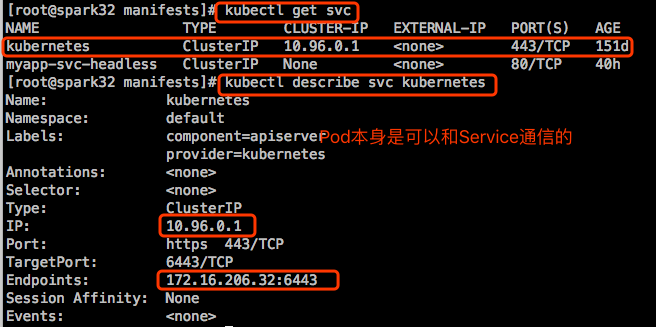 [root@spark32 manifests]# kubectl get svc
NAME TYPE CLUSTER-IP EXTERNAL-IP PORT(S) AGE
kubernetes ClusterIP 10.96.0.1 <none> 443/TCP 151d
myapp-svc-headless ClusterIP None <none> 80/TCP 40h
[root@spark32 manifests]# kubectl describe svc kubernetes
Name: kubernetes
Namespace: default
Labels: component=apiserver
Pod本身是可以和Service通信的
provider=kubernetes
Annotations: <none>
Selector: <none>
Type: ClusterIP
IP: 10.96.0.1
Port: https 443/TCP
TargetPort: 6443/TCP
Endpoints: 172.16.206.32:6443
Session Affinity: None
Events: <none>